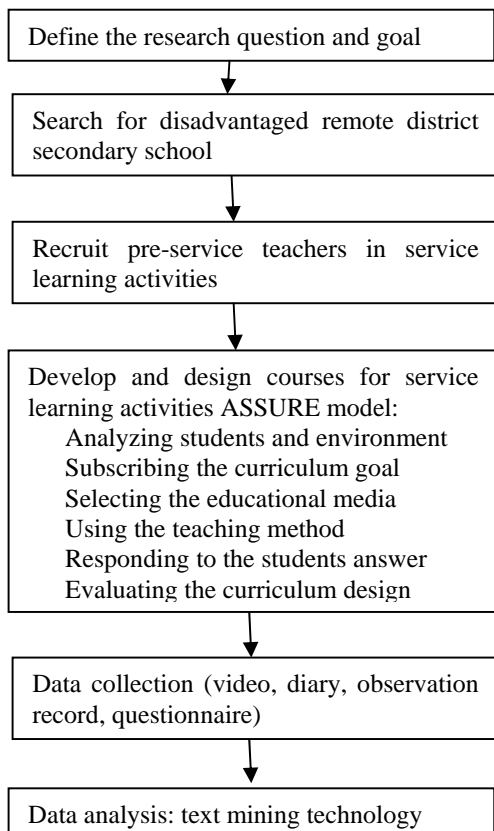 Define the research question and goal
Search for disadvantaged remote district
secondary school
Recruit pre-service teachers in service
learning activities
Develop and design courses for service
learning activities ASSURE model:
Analyzing students and environment
Subscribing the curriculum goal
Selecting the educational media
Using the teaching method
Responding to the students answer
Evaluating the curriculum design
Data collection (video, diary, observation
record, questionnaire)
Data analysis: text mining technology